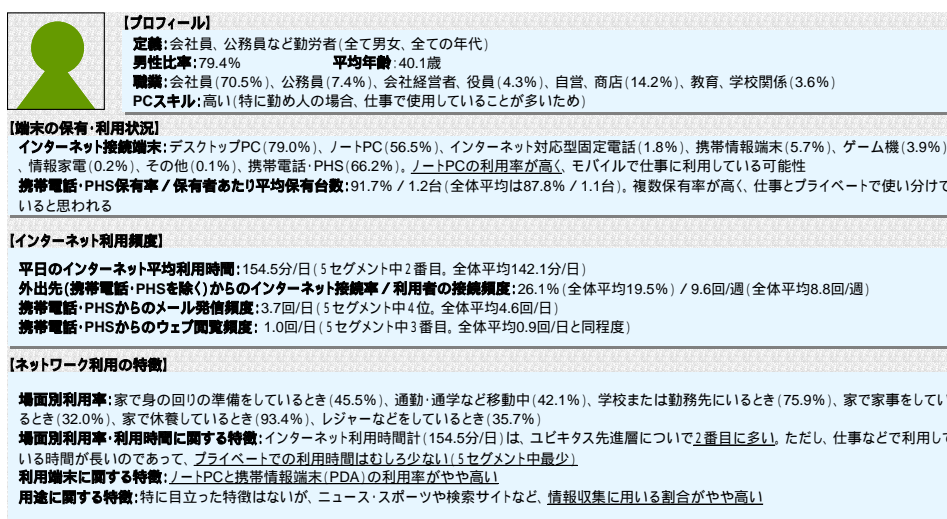 【プロフィール】
定義:会社員、公務員など勤労者(全て男女、全ての年代)
男性比率:79.4% 平均年齢:40.1歳
職業:会社員(70.5%)、公務員(7.4%)、会社経営者、役員(4.3%)、自営、商店(14.2%)、教育、学校関係(3.6%)
PCスキル:高い(特に勤め人の場合、仕事で使用していることが多いため)
【端末の保有・利用状況】
インターネット接続端末:デスクトップPC(79.0%)、ノートPC(56.5%)、インターネット対応型固定電話(1.8%)、携帯情報端末(5.7%)、ゲーム機(3.9%)
、情報家電(0.2%)、その他(0.1%)、携帯電話・PHS(66.2%)。ノートPCの利用率が高く、モバイルで仕事に利用している可能性
携帯電話・PHS保有率/保有者あたり平均保有台数:91.7% / 1.2台(全体平均は87.8% / 1.1台)。複数保有率が高く、仕事とプライベートで使い分けて
いると思われる
【インターネット利用頻度】
平日のインターネット平均利用時間:154.5分/日(5セグメント中2番目。全体平均142.1分/日)
外出先(携帯電話・PHSを除く)からのインターネット接続率/利用者の接続頻度:26.1%(全体平均19.5%) / 9.6回/週(全体平均8.8回/週)
携帯電話・PHSからのメール発信頻度:3.7回/日(5セグメント中4位。全体平均4.6回/日)
携帯電話・PHSからのウェブ閲覧頻度: 1.0回/日(5セグメント中3番目。全体平均0.9回/日と同程度)
【ネットワーク利用の特徴】
場面別利用率:家で身の回りの準備をしているとき(45.5%)、通勤・通学など移動中(42.1%)、学校または勤務先にいるとき(75.9%)、家で家事をしてい
るとき(32.0%)、家で休養しているとき(93.4%)、レジャーなどをしているとき(35.7%)
場面別利用率・利用時間に関する特徴:インターネット利用時間計(154.5分/日)は、ユビキタス先進層について2番目に多い。ただし、仕事などで利用して
いる時間が長いのであって、プライベートでの利用時間はむしろ少ない(5セグメント中最少)
利用端末に関する特徴:ノートPCと携帯情報端末(PDA)の利用率がやや高い
用途に関する特徴:特に目立った特徴はないが、ニュース・スポーツや検索サイトなど、情報収集に用いる割合がやや高い